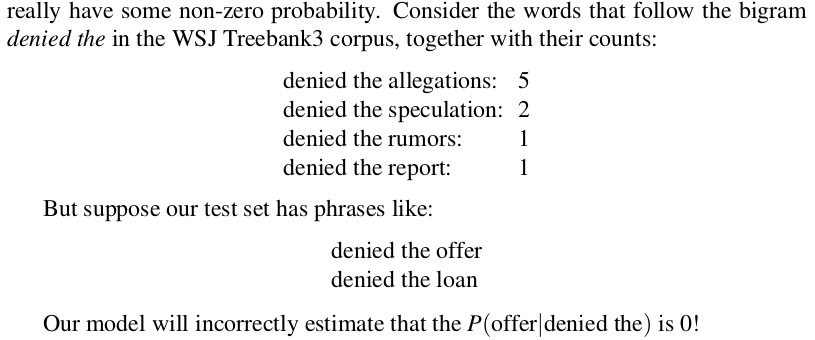 really have some non-zero probability. Consider the words that follow the bigram
denied the in the WSJ Treebank3 corpus, together with their counts:
denied the allegations: 5
denied the speculation: 2
denied the rumors: 1
denied the report: 1
But suppose our test set has phrases like:
denied the offer
denied the loan
Our model will incorrectly estimate that the P(offer|denied the) is 0!